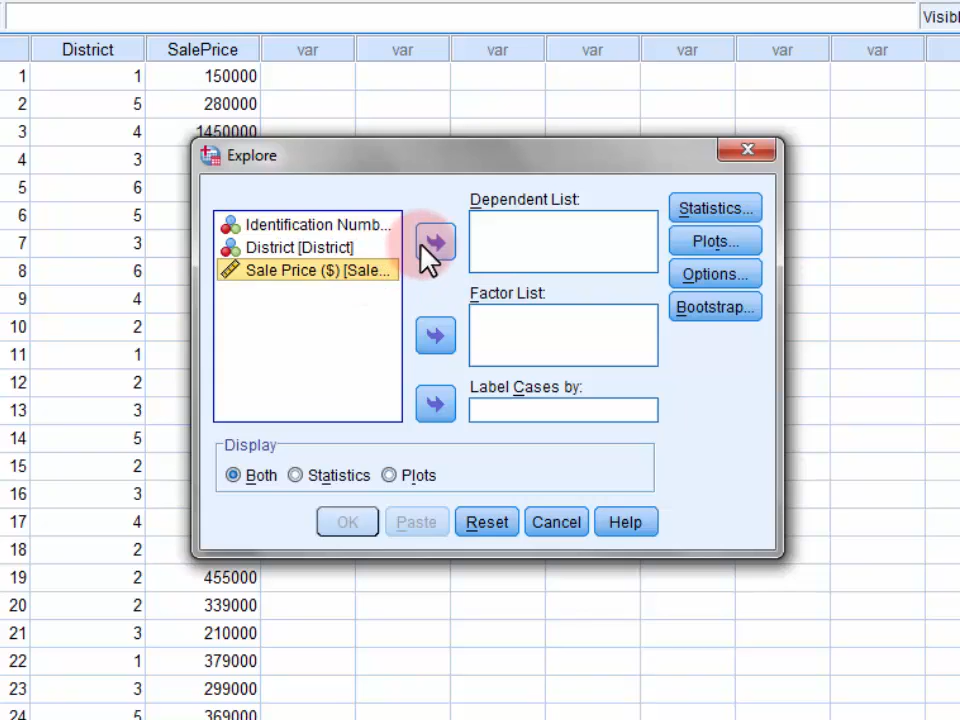 Visibl
District SalePrice var var var var var var var
1 1 150000
2 5 280000
3 4 1450000
4 3
5 6
6 5
7 3
8 6
9 4
10 2
11 1
12 2
13 3
14 5
15 2
16 3
17 4
18 2
19 2 455000
20 2 339000
21 3 210000
22 1 379000
23 3 299000
24 5 369000
Explore
Identification Numb...
District [District]
Sale Price ($) [Sale...
Dependent List:
Factor List:
Label Cases by:
Statistics...
Plots...
Options...
Bootstrap...
Display
Both Statistics Plots
OK Paste Reset Cancel Help